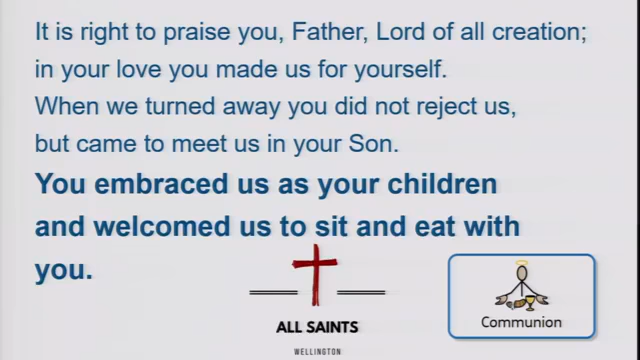 It is right to praise you, Father, Lord of all creation;
in your love you made us for yourself.
When we turned away you did not reject us,
but came to meet us in your Son.
You embraced us as your children
and welcomed us to sit and eat with
you.
ALL SAINTS
WELLINGTON
Communion